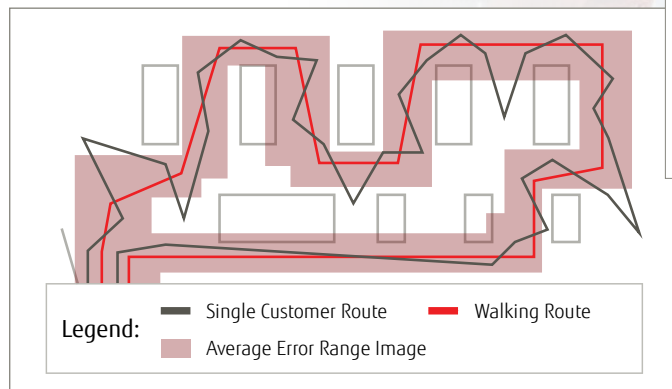 Legend:
Single Customer Route
Walking Route
Average Error Range Image